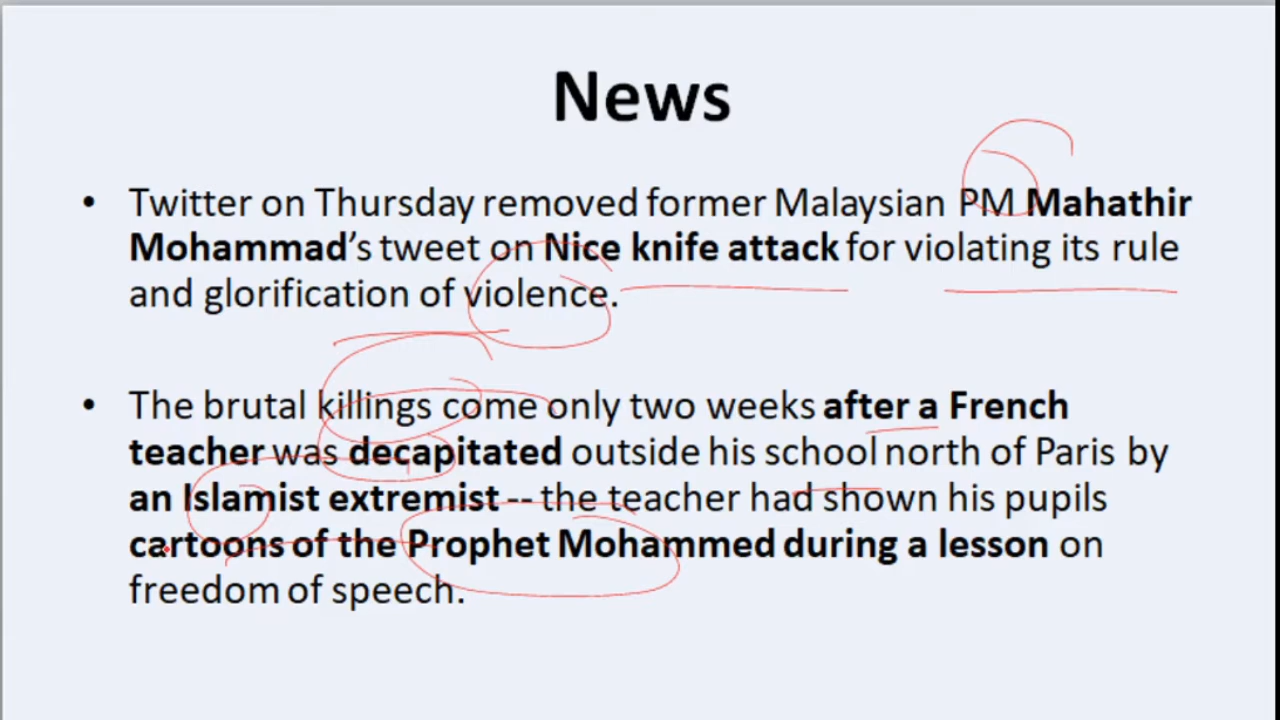 News
• Twitter on Thursday removed former Malaysian PM Mahathir
Mohammad’s tweet on Nice knife attack for violating its rule
and glorification of violence.
• The brutal killings come only two weeks after a French
teacher was decapitated outside his school north of Paris by
an Islamist extremist -- the teacher had shown his pupils
cartoons of the Prophet Mohammed during a lesson on
freedom of speech.